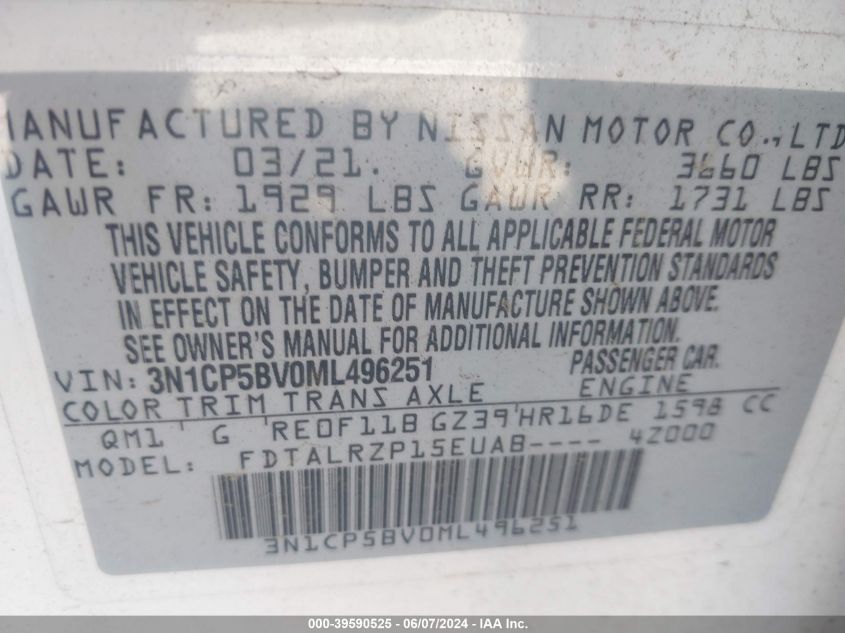 MANUFACTURED BY NISSAN MOTOR CO., LTD
DATE: 03/21. GVWR: 3660 LBS
GAWR FR: 1929 LBS GAWR RR: 1731 LBS
THIS VEHICLE CONFORMS TO ALL APPLICABLE FEDERAL MOTOR
VEHICLE SAFETY, BUMPER AND THEFT PREVENTION STANDARDS
IN EFFECT ON THE DATE OF MANUFACTURE SHOWN ABOVE.
SEE OWNER'S MANUAL FOR ADDITIONAL INFORMATION.
VIN: 3N1CP5BV0ML496251 PASSENGER CAR.
COLOR TRIM TRANS AXLE ENGINE
QM1 G RE0F11B GZ39 HR16DE 1598 CC
MODEL: FDTALRZP15EUAB---- 4Z000
3N1CP5BV0ML496251
000-39590525 - 06/07/2024 - IAA Inc.